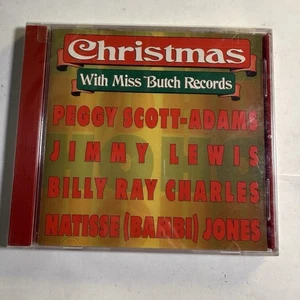 Christmas
With Miss Butch Records
PEGGY SCOTT-ADAMS
JIMMY LEWIS
BILLY RAY CHARLES
NATISSE (BAMBI) JONES